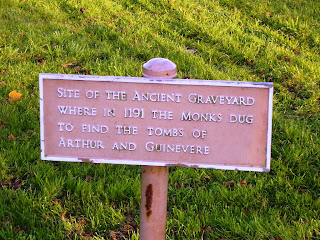 Site of the Ancient Graveyard
where in 1191 the monks dug
to find the tombs of
Arthur and Guinevere